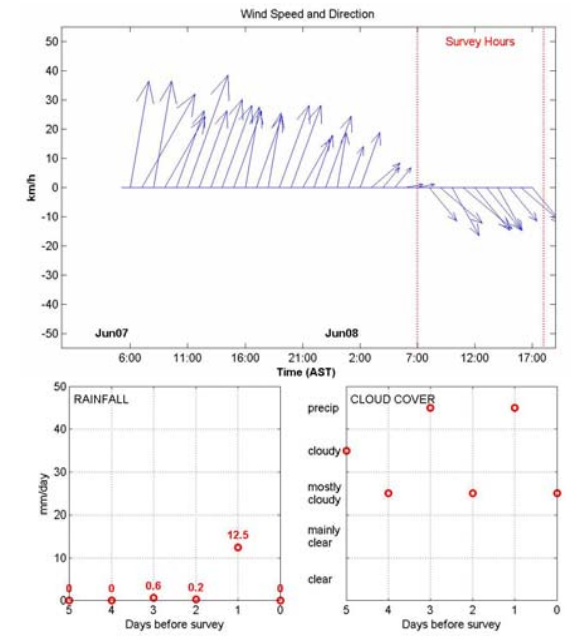 Wind Speed and Direction
Survey Hours
50
40
30
20
10
0
-10
-20
-30
-40
-50
km/h
Jun07
Jun08
6:00 11:00 16:00 21:00 2:00 7:00 12:00 17:00
Time (AST)
RAINFALL
50
40
30
20
10
0
mm/day
0 0 0.6 0.2 12.5 0
5 4 3 2 1 0
Days before survey
CLOUD COVER
precip
cloudy
mostly
cloudy
mainly
clear
clear
5 4 3 2 1 0
Days before survey